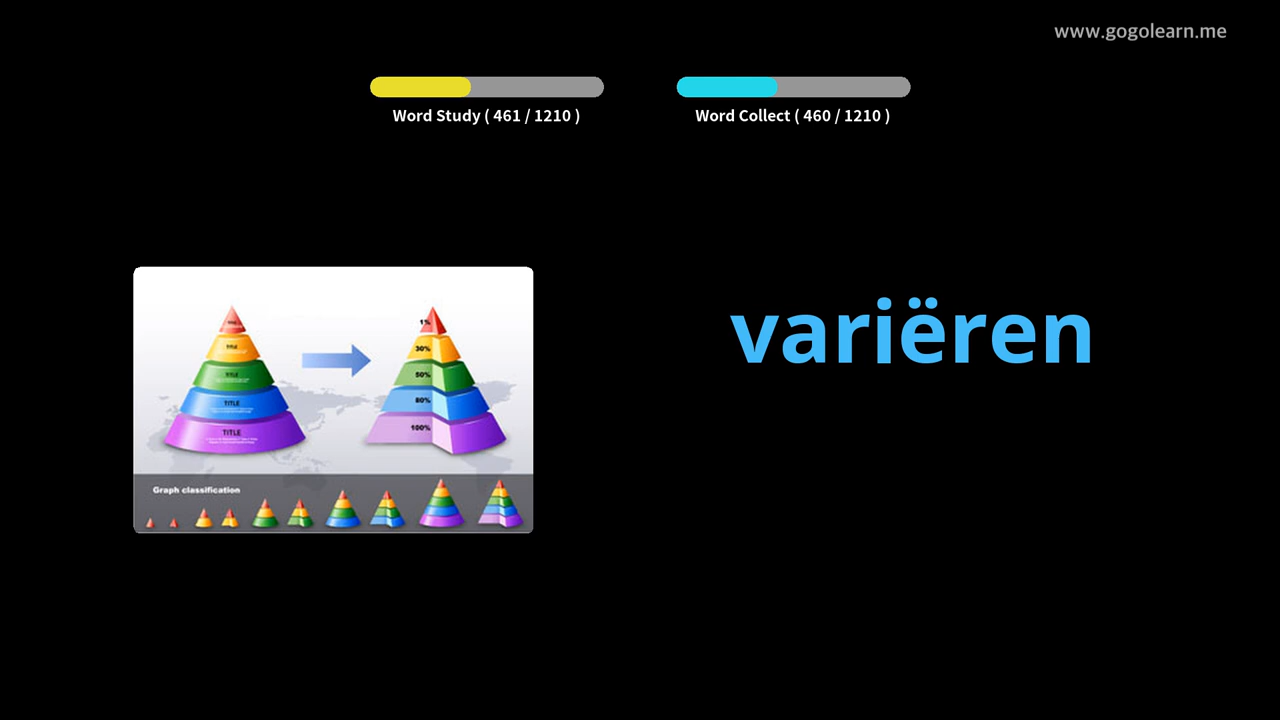 www.gogolearn.me
Word Study ( 461 / 1210 )
Word Collect ( 460 / 1210 )
variëren
1%
TITLE
30%
TITLE
50%
TITLE
80%
TITLE
100%
Graph classification